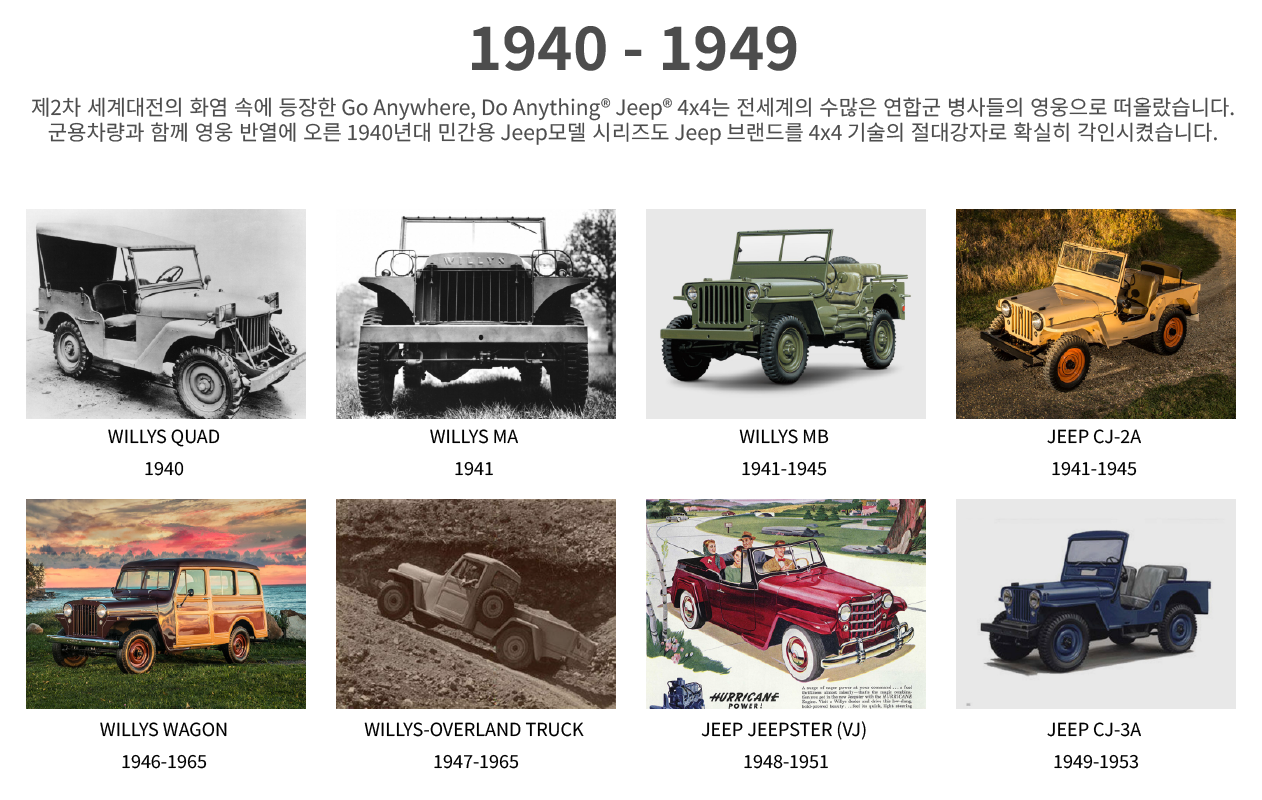 1940 - 1949
제2차 세계대전의 화염 속에 등장한 Go Anywhere, Do Anything® Jeep® 4x4는 전세계의 수많은 연합군 병사들의 영웅으로 떠올랐습니다.
군용차량과 함께 영웅 반열에 오른 1940년대 민간용 Jeep모델 시리즈도 Jeep 브랜드를 4x4 기술의 절대강자로 확실히 각인시켰습니다.
WILLYS
WILLYS QUAD
1940
WILLYS MA
1941
WILLYS MB
1941-1945
JEEP CJ-2A
1941-1945
HURRICANE
POWER!
WILLYS WAGON
1946-1965
WILLYS-OVERLAND TRUCK
1947-1965
JEEP JEEPSTER (VJ)
1948-1951
JEEP CJ-3A
1949-1953